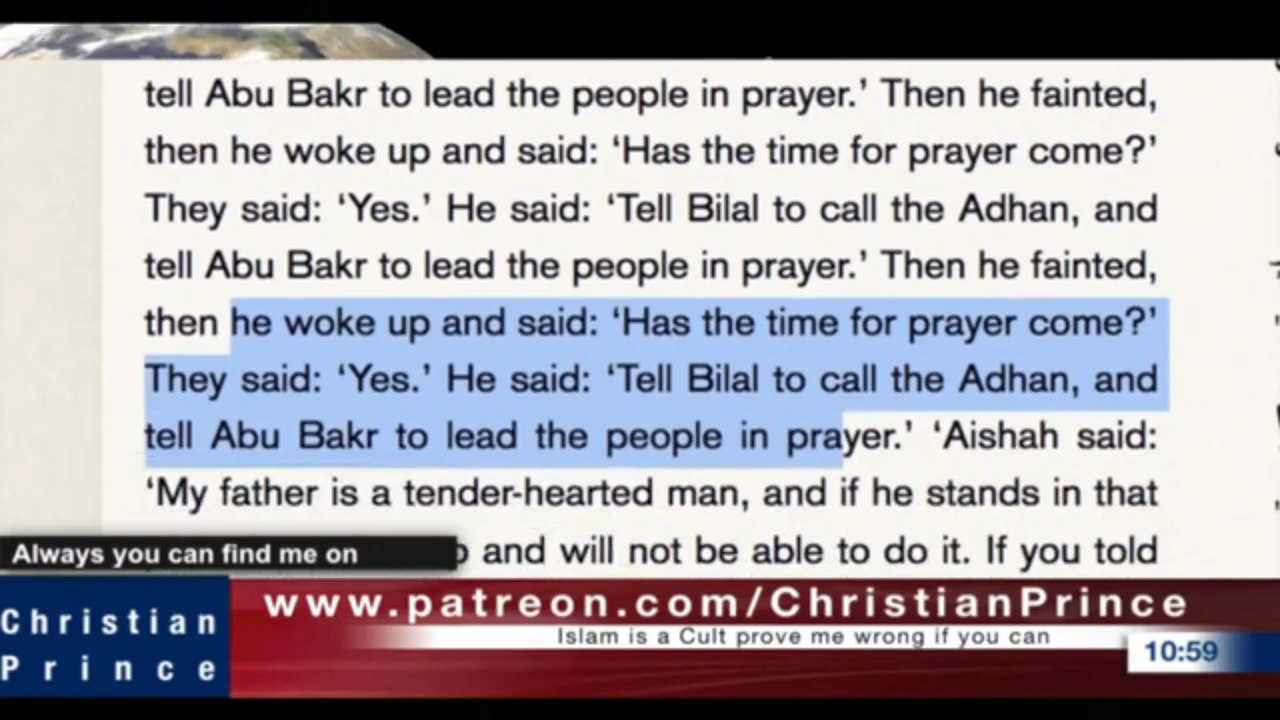 tell Abu Bakr to lead the people in prayer.’ Then he fainted,
then he woke up and said: ‘Has the time for prayer come?’
They said: ‘Yes.’ He said: ‘Tell Bilal to call the Adhan, and
tell Abu Bakr to lead the people in prayer.’ Then he fainted,
then he woke up and said: ‘Has the time for prayer come?’
They said: ‘Yes.’ He said: ‘Tell Bilal to call the Adhan, and
tell Abu Bakr to lead the people in prayer.’ ‘Aishah said:
‘My father is a tender-hearted man, and if he stands in that
and will not be able to do it. If you told
Always you can find me on
Christian
Prince
www.patreon.com/ChristianPrince
Islam is a Cult prove me wrong if you can
10:59